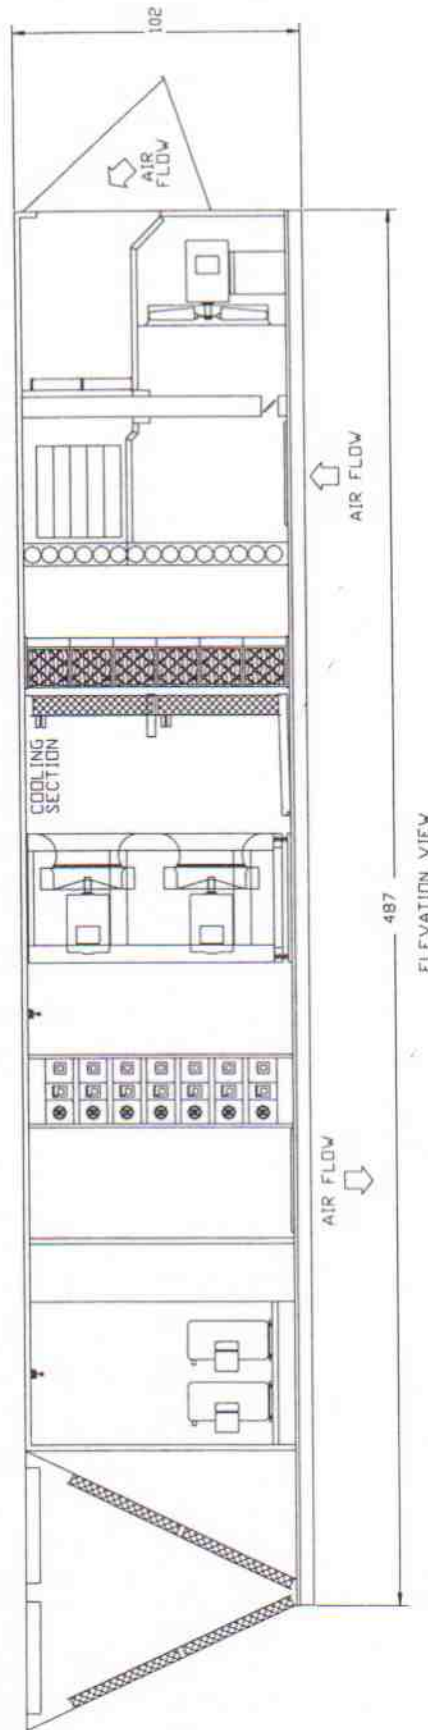 102
AIR
FLOW
AIR FLOW
COOLING
SECTION
487
ELEVATION VIEW
AIR FLOW